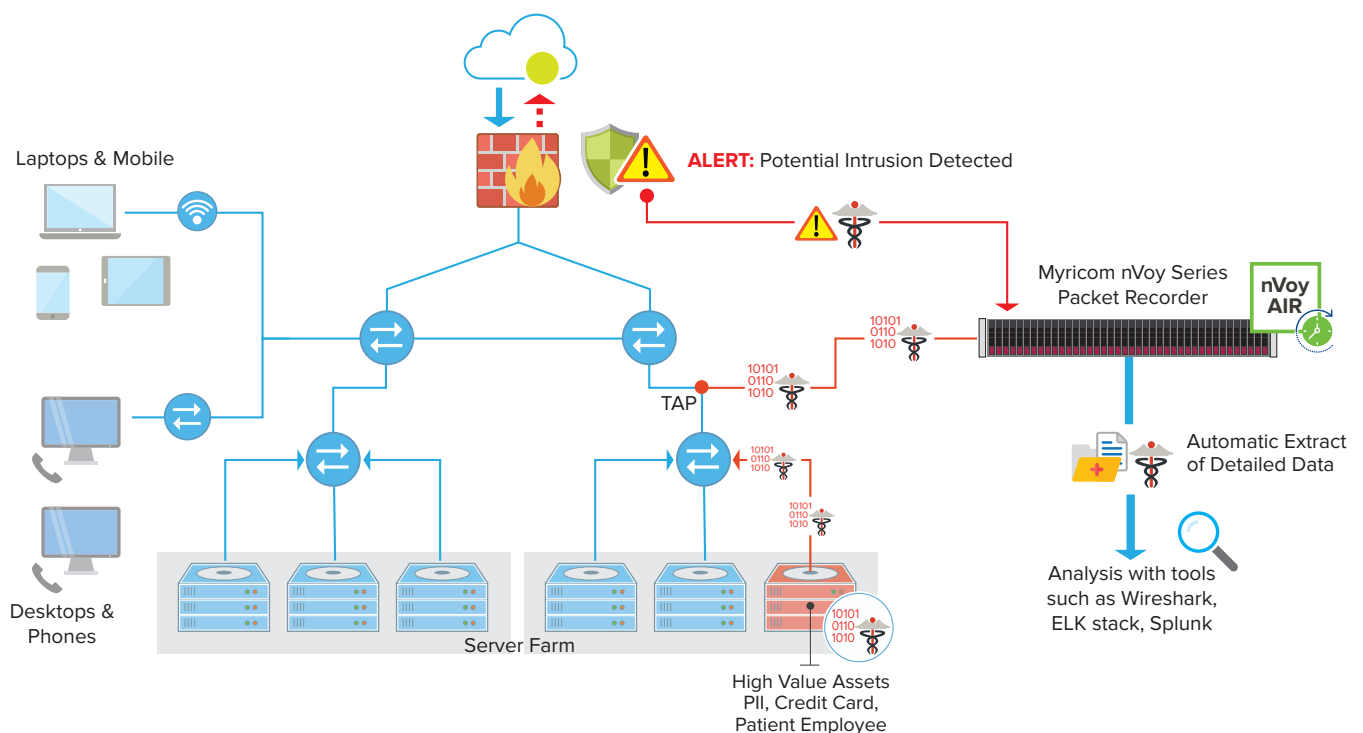 Laptops & Mobile
ALERT: Potential Intrusion Detected
Myricom nVoy Series
Packet Recorder
nVoy
AIR
10101
0110
1010
10101
0110
1010
TAP
10101
0110
1010
10101
0110
1010
Automatic Extract
of Detailed Data
Desktops &
Phones
Server Farm
10101
0110
1010
Analysis with tools
such as Wireshark,
ELK stack, Splunk
High Value Assets
PII, Credit Card,
Patient Employee